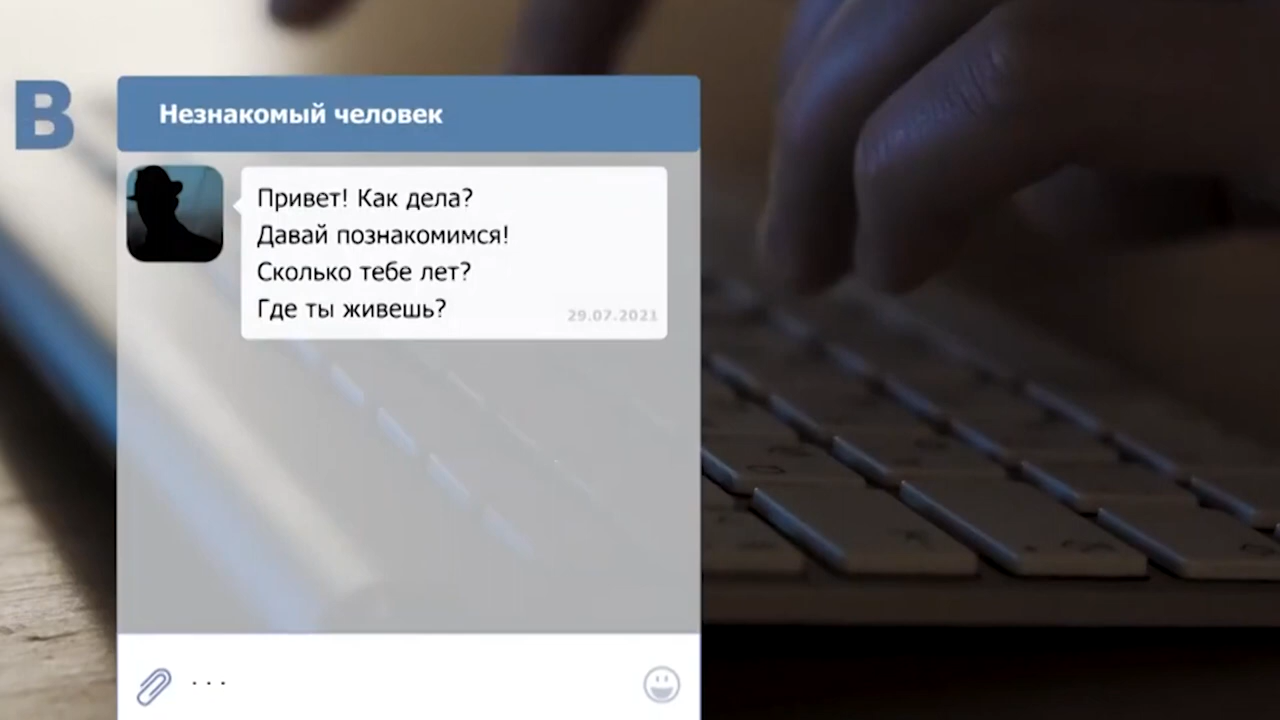 В
Незнакомый человек
Привет! Как дела?
Давай познакомимся!
Сколько тебе лет?
Где ты живешь?
29.07.2021
...